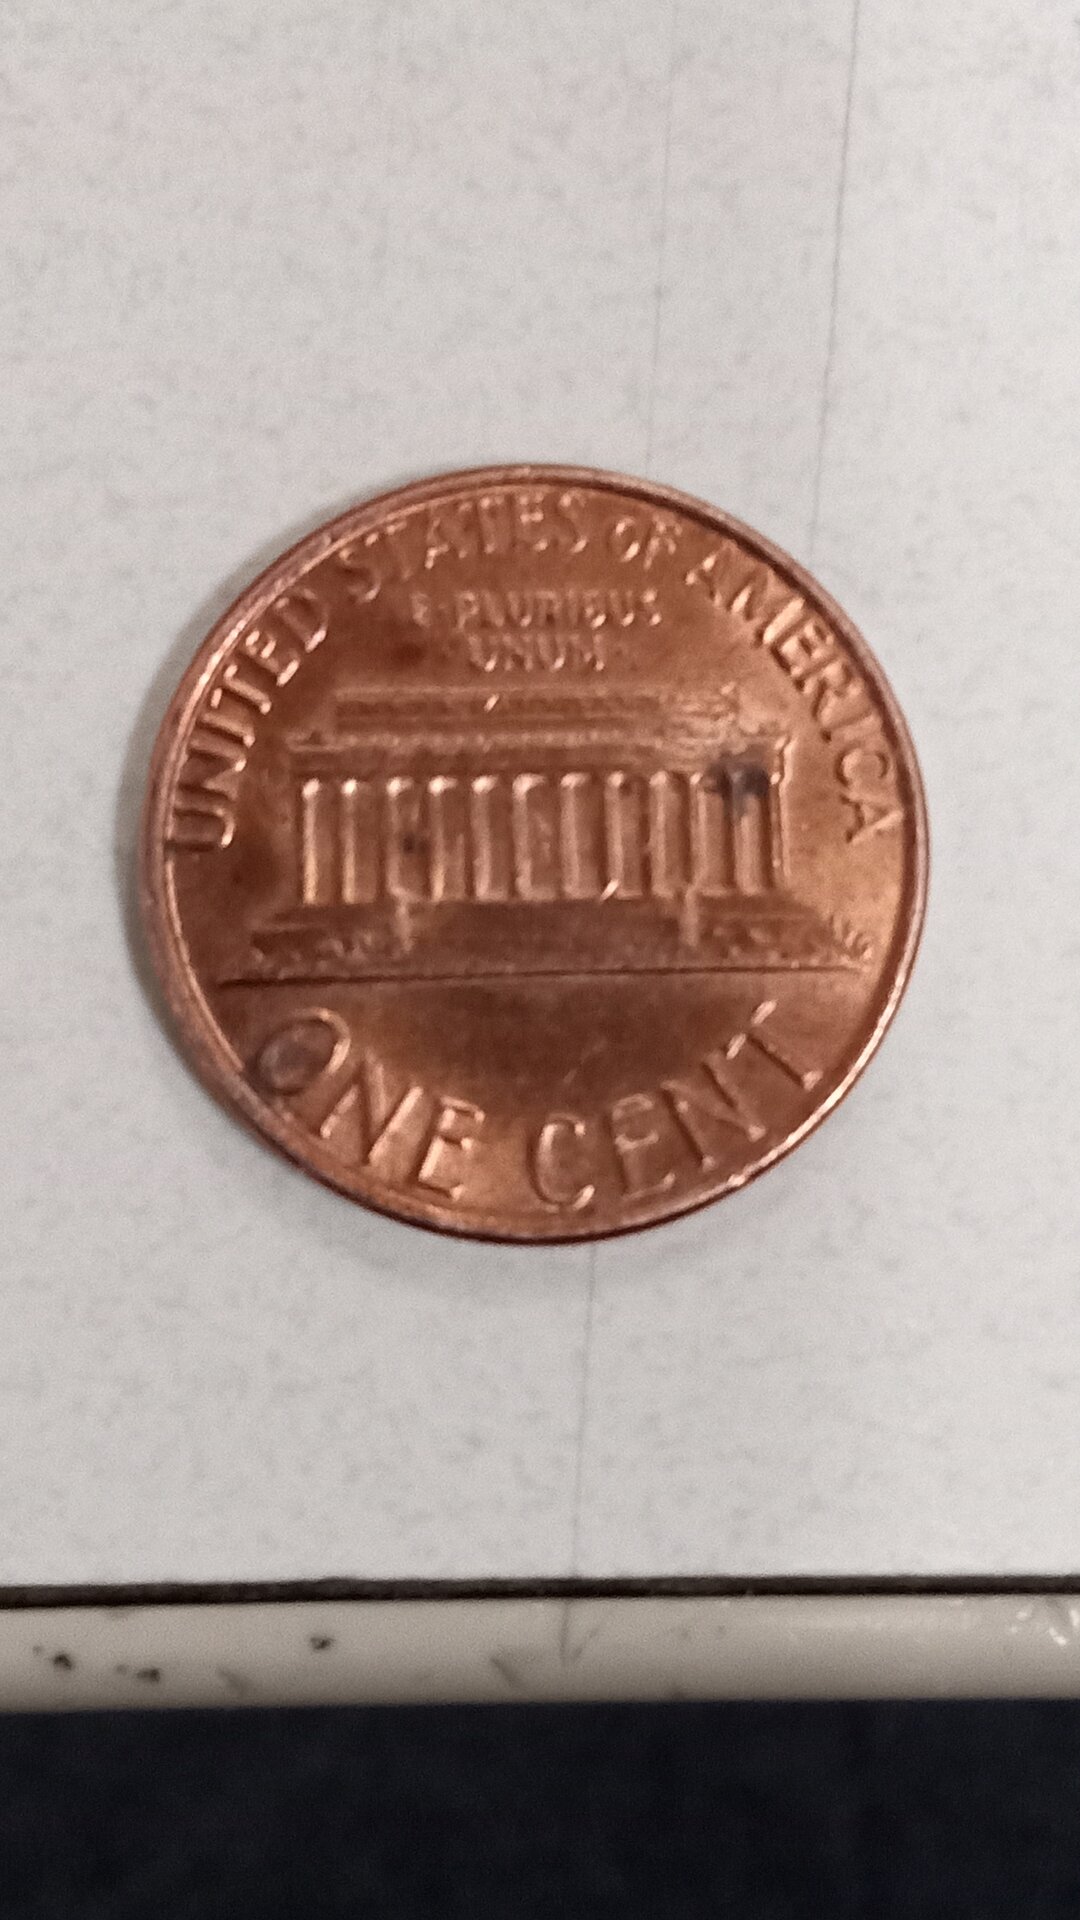 UNITED STATES OF AMERICA
E·PLURIBUS
·UNUM·
ONE CENT